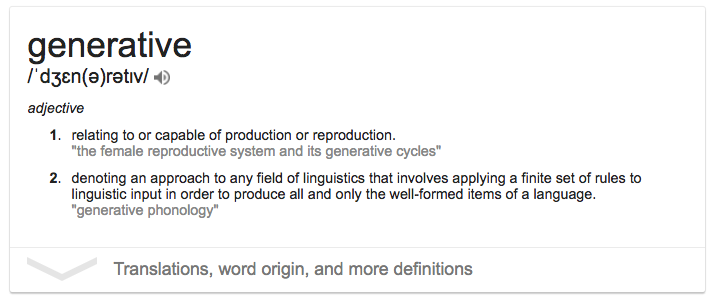 generative
/ˈdʒɛn(ə)rətɪv/
adjective
1. relating to or capable of production or reproduction.
"the female reproductive system and its generative cycles"
2. denoting an approach to any field of linguistics that involves applying a finite set of rules to
linguistic input in order to produce all and only the well-formed items of a language.
"generative phonology"
Translations, word origin, and more definitions